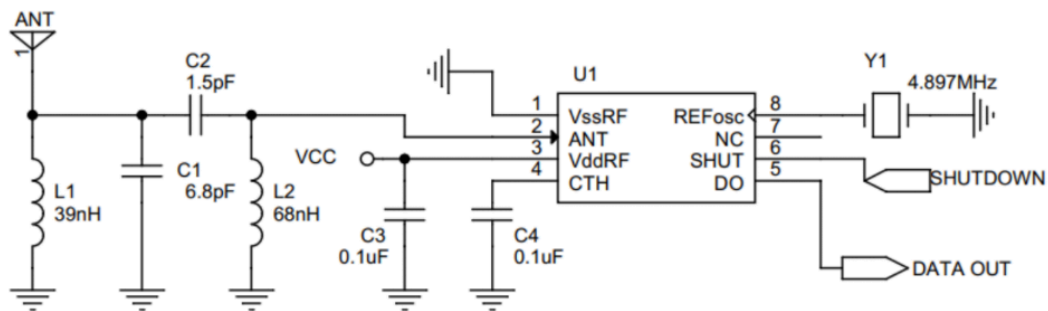 ANT
1
C2
1.5pF
L1
39nH
C1
6.8pF
L2
68nH
VCC
C3
0.1uF
C4
0.1uF
U1
1
2
3
4
VssRF
ANT
VddRF
CTH
REFosc
NC
SHUT
DO
8
7
6
5
Y1
4.897MHz
SHUTDOWN
DATA OUT